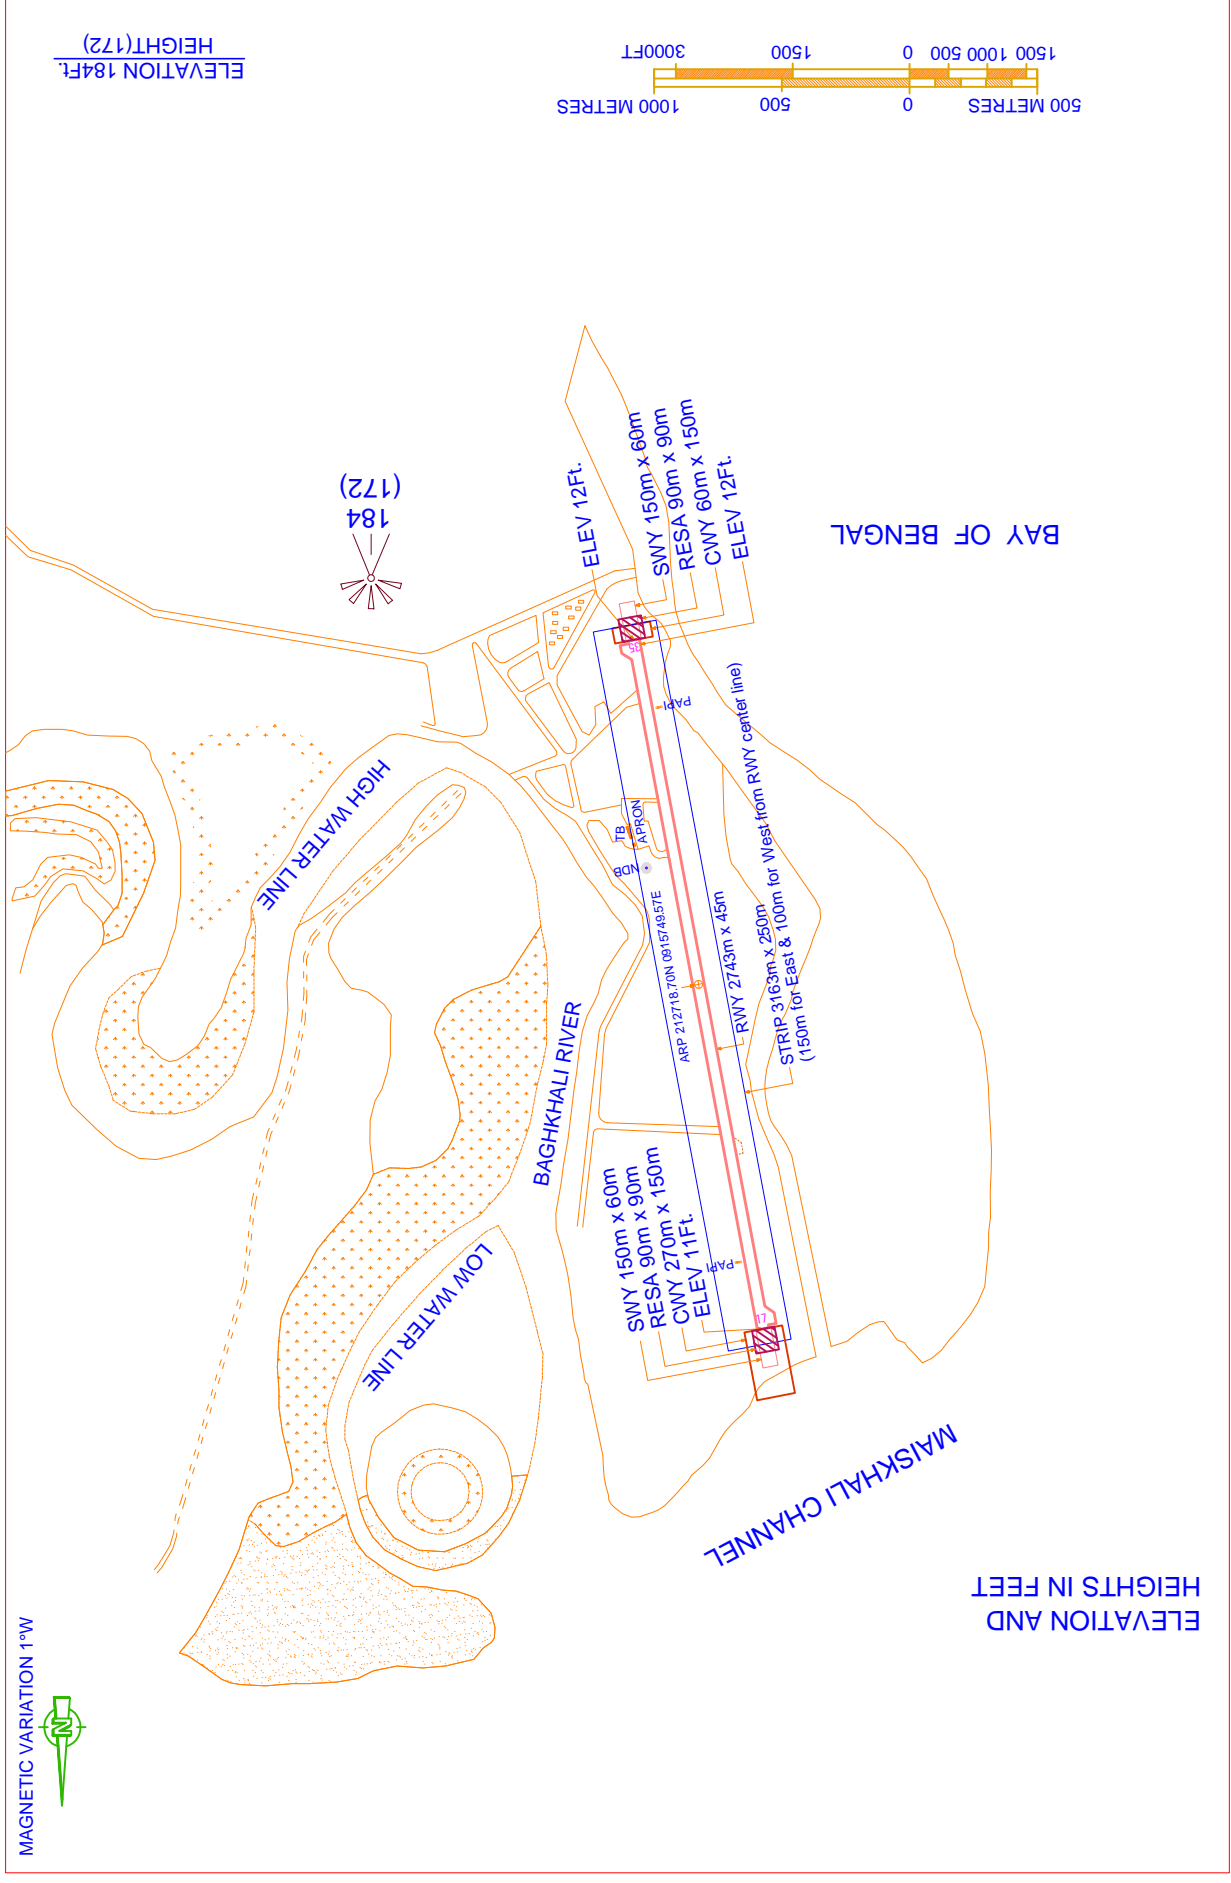 HEIGHT(172)
ELEVATION 184Ft.
3000FT
1500
0
500
1000
1500
1000 METRES
500
0
500 METRES
184
(172)
ELEV 12Ft.
SWY 150m x 60m
RESA 90m x 90m
CWY 60m x 150m
ELEV 12Ft.
BAY OF BENGAL
35
PAPI
HIGH WATER LINE
TB
APRON
NDB
ARP 212718.70N 0915749.57E
RWY 2743m x 45m
STRIP 3163m x 250m
(150m for East & 100m for West from RWY center line)
BAGHKHALI RIVER
SWY 150m x 60m
RESA 90m x 90m
CWY 270m x 150m
ELEV 11Ft.
PAPI
17
LOW WATER LINE
MAISKHALI CHANNEL
ELEVATION AND
HEIGHTS IN FEET
MAGNETIC VARIATION 1°W
N